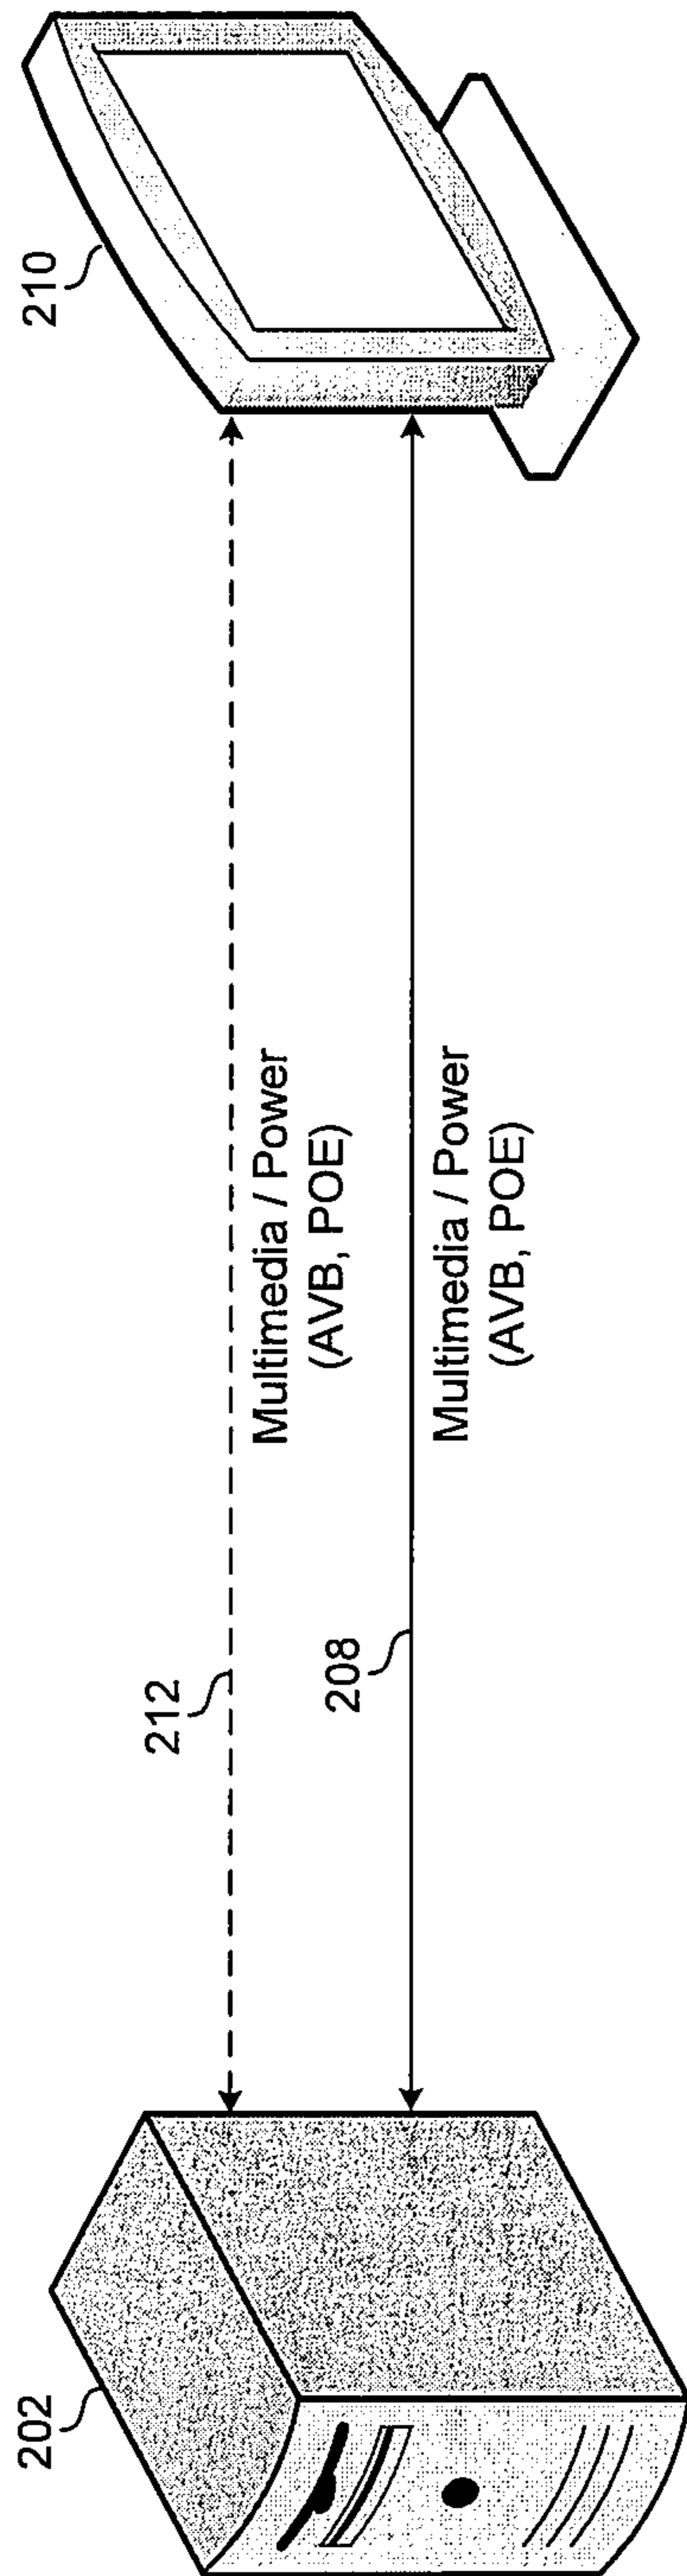 210
212
Multimedia / Power
(AVB, POE)
208
Multimedia / Power
(AVB, POE)
202